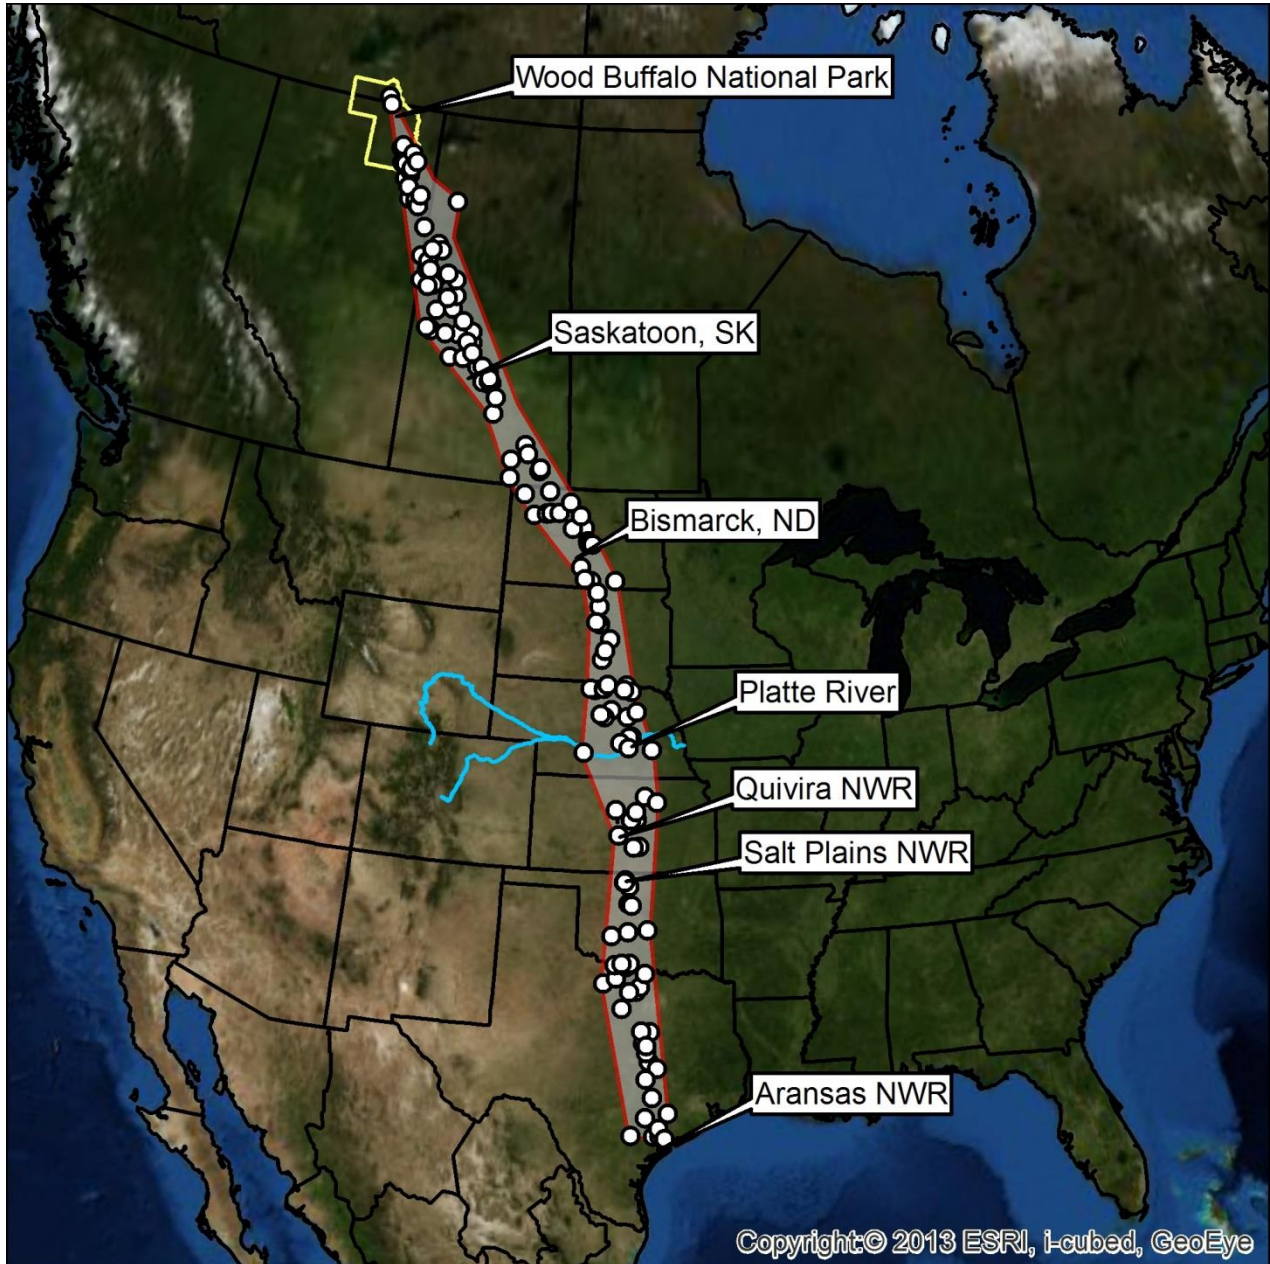 Wood Buffalo National Park
Saskatoon, SK
Bismarck, ND
Platte River
Quivira NWR
Salt Plains NWR
Aransas NWR
Copyright:© 2013 ESRI, i-cubed, GeoEye